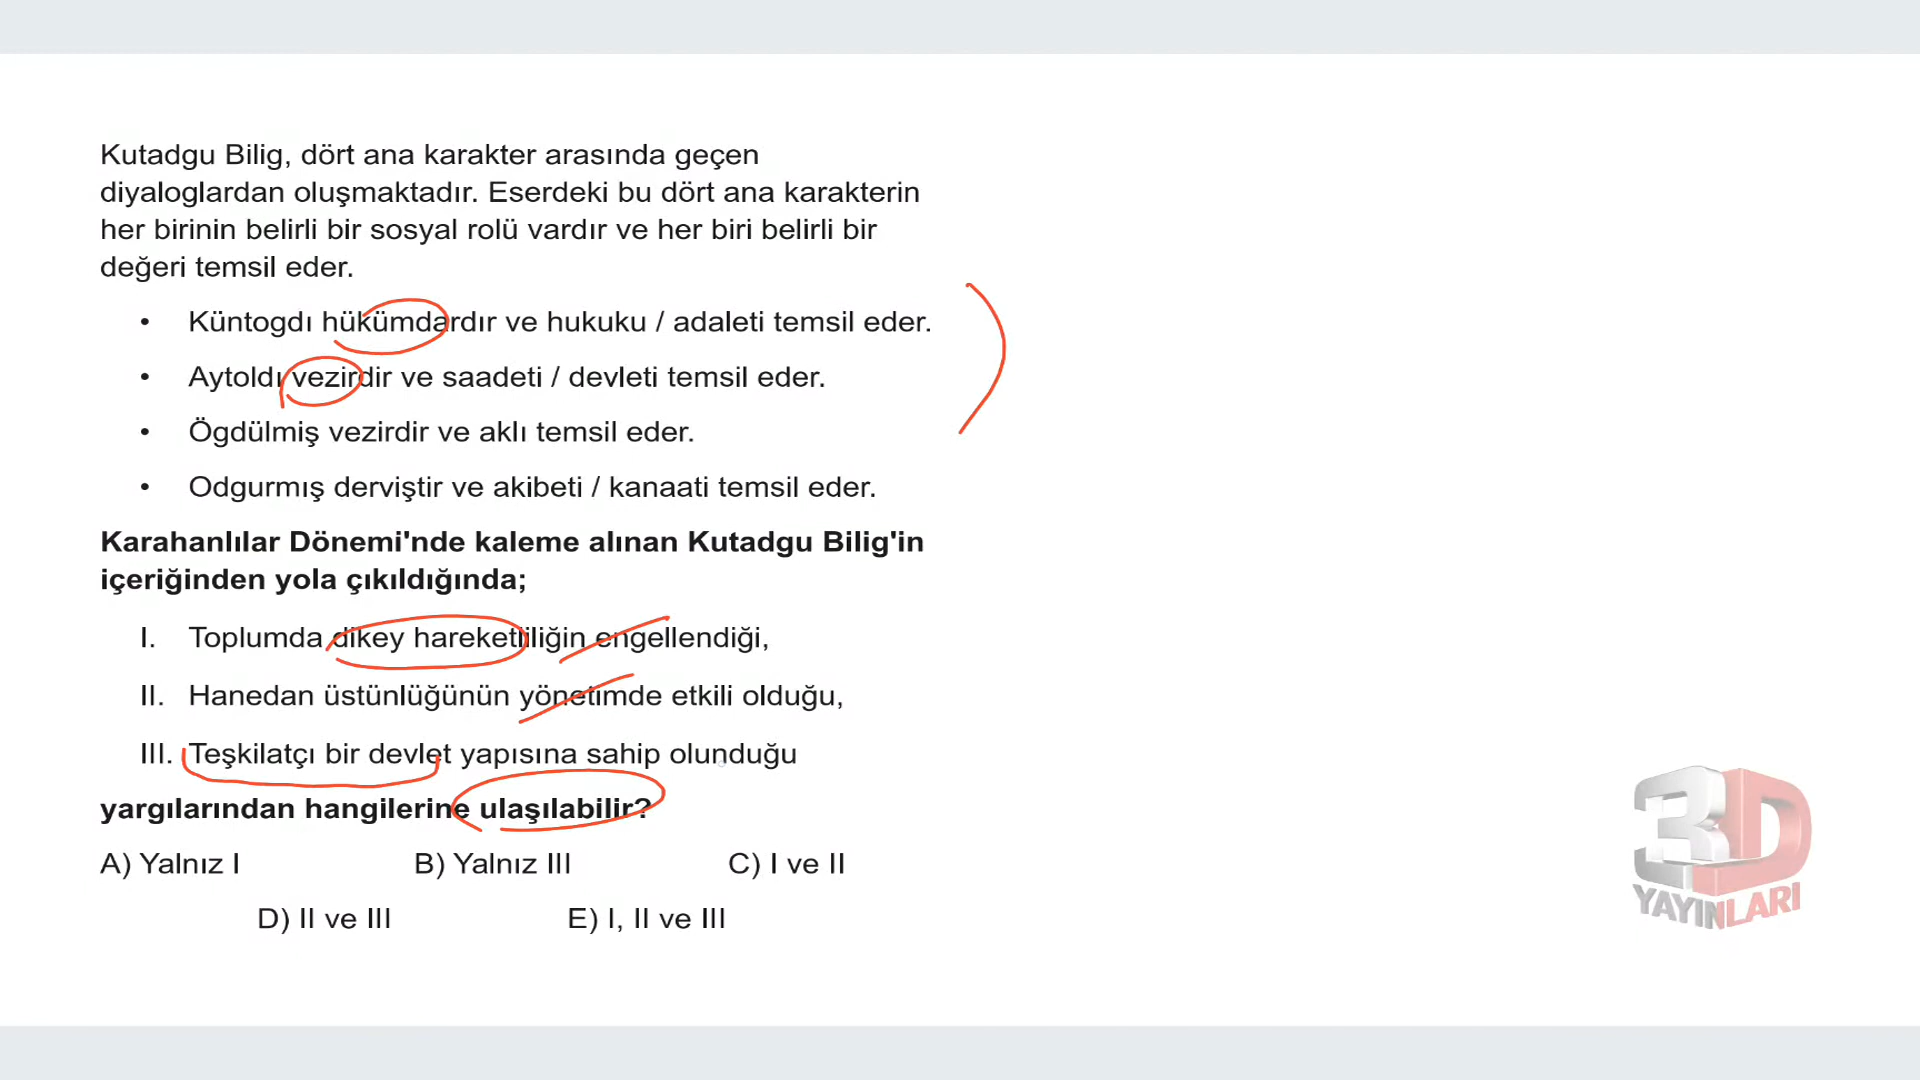 Kutadgu Bilig, dört ana karakter arasında geçen
diyaloglardan oluşmaktadır. Eserdeki bu dört ana karakterin
her birinin belirli bir sosyal rolü vardır ve her biri belirli bir
değeri temsil eder.
• Küntogdı hükümdardır ve hukuku / adaleti temsil eder.
• Aytoldı vezirdir ve saadeti / devleti temsil eder.
• Ögdülmiş vezirdir ve aklı temsil eder.
• Odgurmış derviştir ve akibeti / kanaati temsil eder.
Karahanlılar Dönemi'nde kaleme alınan Kutadgu Bilig'in
içeriğinden yola çıkıldığında;
I. Toplumda dikey hareketliliğin engellendiği,
II. Hanedan üstünlüğünün yönetimde etkili olduğu,
III. Teşkilatçı bir devlet yapısına sahip olunduğu
yargılarından hangilerine ulaşılabilir?
A) Yalnız I B) Yalnız III C) I ve II
D) II ve III E) I, II ve III
3D
YAYINLARI